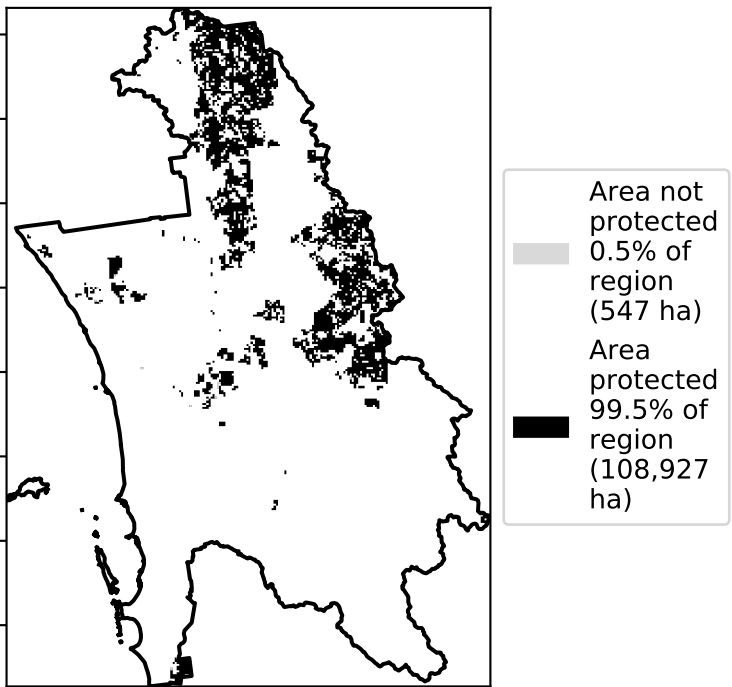 Area not
protected
0.5% of
region
(547 ha)
Area
protected
99.5% of
region
(108,927
ha)